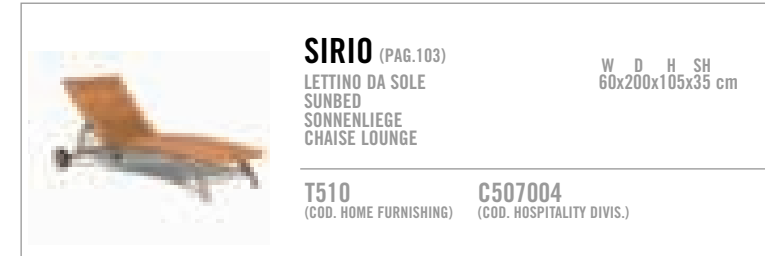 SIRIO (PAG.103)
LETTINO DA SOLE
SUNBED
SONNENLIEGE
CHAISE LOUNGE
W D H SH
60x200x105x35 cm
T510 C507004
(COD. HOME FURNISHING) (COD. HOSPITALITY DIVIS.)